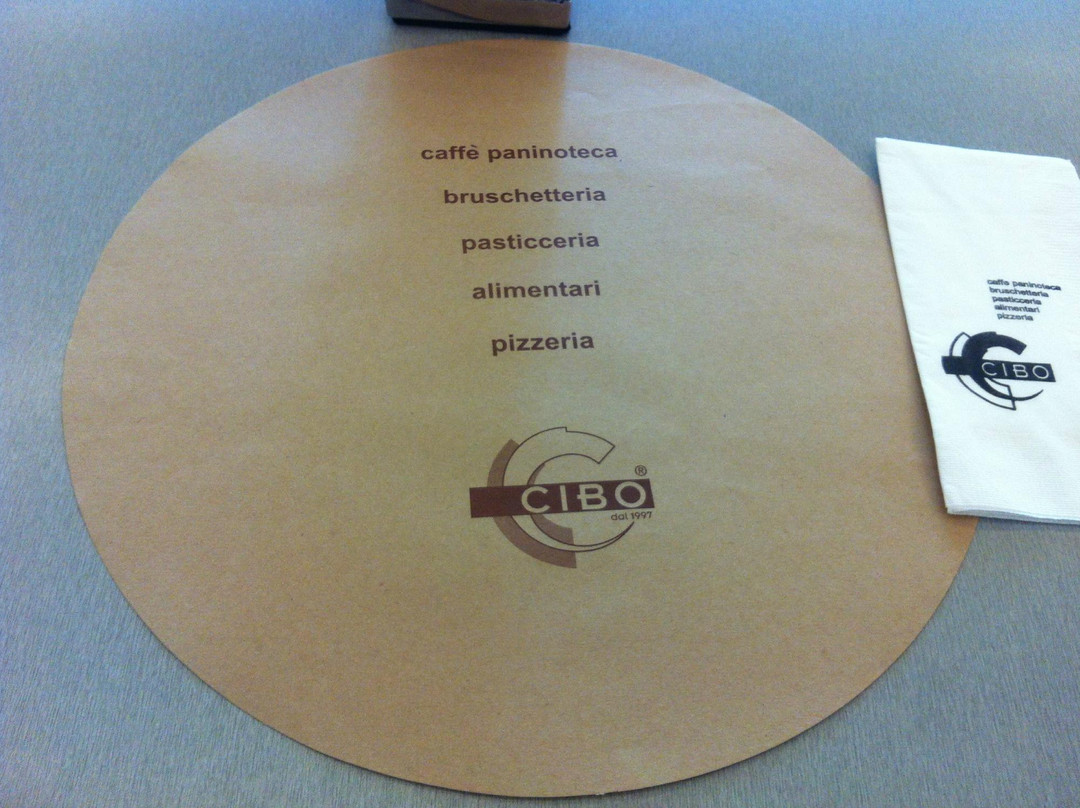 caffè paninoteca
bruschetteria
pasticceria
alimentari
pizzeria
CIBO®
dal 1997
caffè paninoteca
bruschetteria
pasticceria
alimentari
pizzeria
CIBO